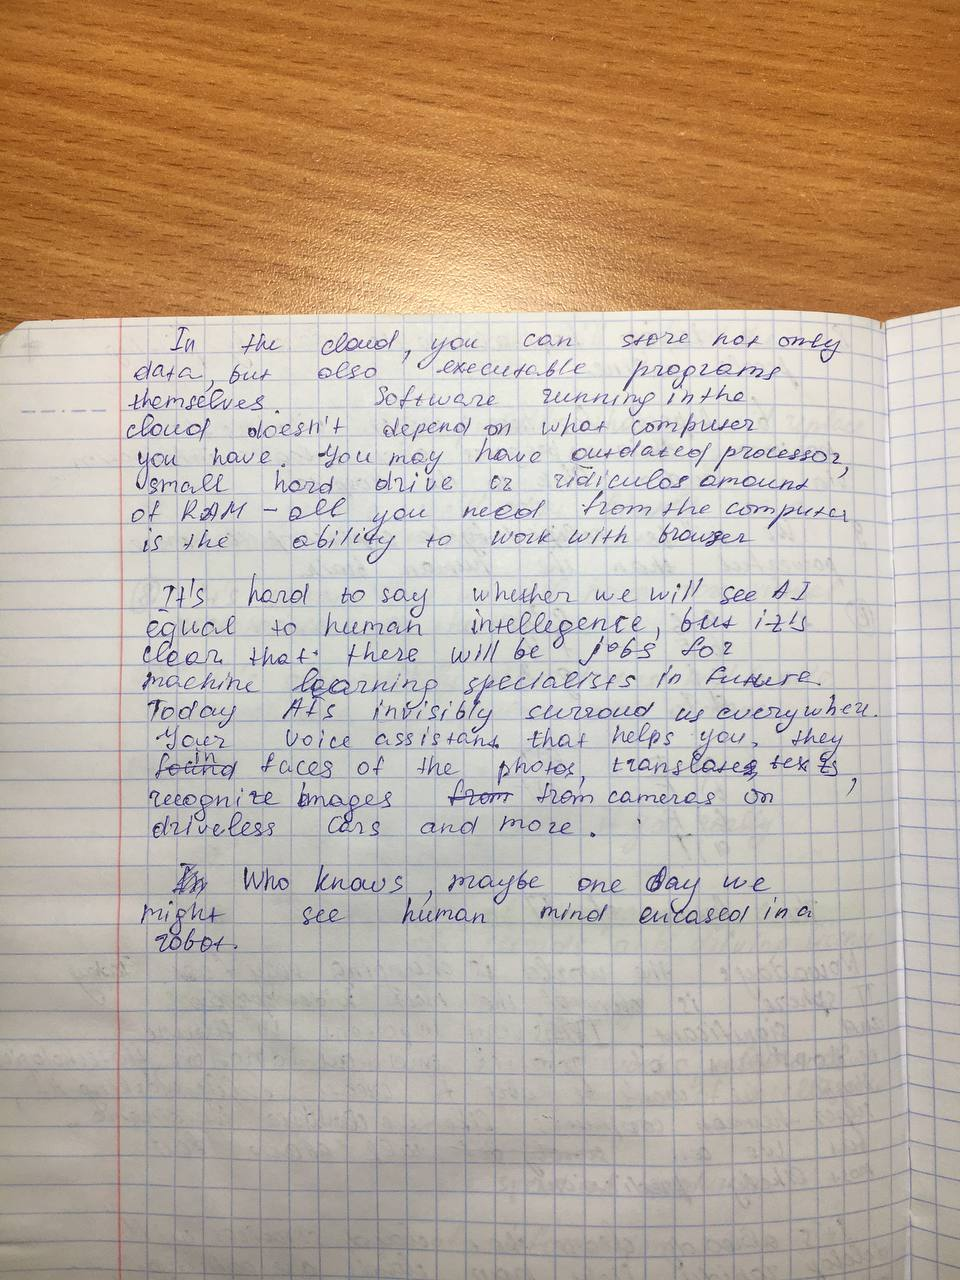 In the cloud, you can store not only
data, but also executable programs
themselves. Software running in the
cloud doesn't depend on what computer
you have. You may have outdated processor,
small hard drive or ridiculos amount
of RAM – all you need from the computer
is the ability to work with browser
It's hard to say whether we will see AI
equal to human intellegence, but it's
clear that there will be jobs for
machine learning specialists in future.
Today AIs invisibly surroud us everywhere.
Your voice assistant that helps you, they
found in faces of the photos, translates texts,
recognize images from from cameras on
driveless cars and more.
In Who knows, maybe one day we
might see human mind encased in a
robot.